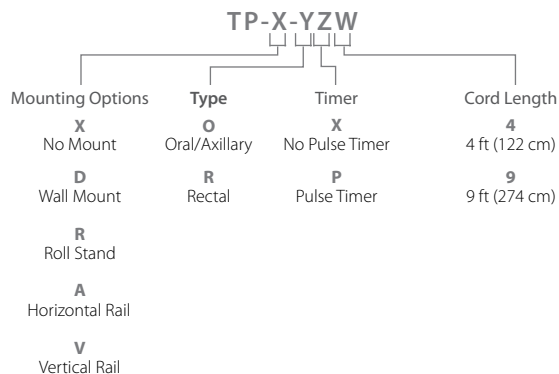 TP-X-YZW
Mounting Options
X
No Mount
D
Wall Mount
R
Roll Stand
A
Horizontal Rail
V
Vertical Rail
Type
O
Oral/Axillary
R
Rectal
Timer
X
No Pulse Timer
P
Pulse Timer
Cord Length
4
4 ft (122 cm)
9
9 ft (274 cm)